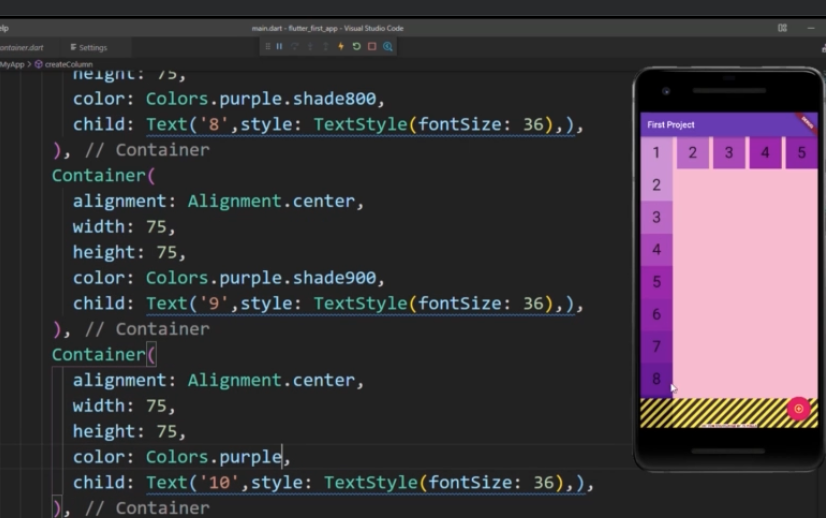 elp
main.dart - flutter_first_app - Visual Studio Code
ontainer.dart
Settings
MyApp > createColumn
height: 75,
color: Colors.purple.shade800,
child: Text('8',style: TextStyle(fontSize: 36),),
), // Container
Container(
alignment: Alignment.center,
width: 75,
height: 75,
color: Colors.purple.shade900,
child: Text('9',style: TextStyle(fontSize: 36),),
), // Container
Container(
alignment: Alignment.center,
width: 75,
height: 75,
color: Colors.purple,
child: Text('10',style: TextStyle(fontSize: 36),),
), // Container
First Project
1 2 3 4 5
2
3
4
5
6
7
8